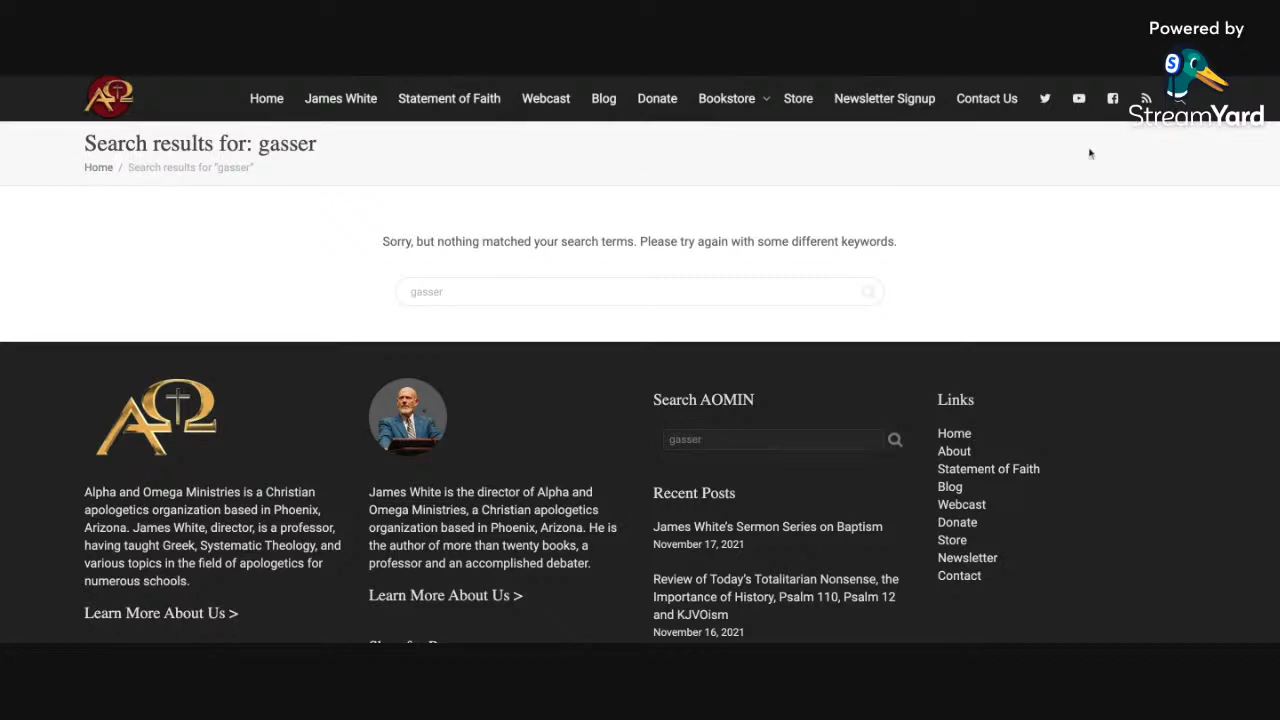 Powered by
StreamYard
Home James White Statement of Faith Webcast Blog Donate Bookstore Store Newsletter Signup Contact Us
Search results for: gasser
Home / Search results for "gasser"
Sorry, but nothing matched your search terms. Please try again with some different keywords.
gasser
Alpha and Omega Ministries is a Christian
apologetics organization based in Phoenix,
Arizona. James White, director, is a professor,
having taught Greek, Systematic Theology, and
various topics in the field of apologetics for
numerous schools.
Learn More About Us >
James White is the director of Alpha and
Omega Ministries, a Christian apologetics
organization based in Phoenix, Arizona. He is
the author of more than twenty books, a
professor and an accomplished debater.
Learn More About Us >
Search AOMIN
gasser
Recent Posts
James White's Sermon Series on Baptism
November 17, 2021
Review of Today's Totalitarian Nonsense, the
Importance of History, Psalm 110, Psalm 12
and KJVOism
November 16, 2021
Links
Home
About
Statement of Faith
Blog
Webcast
Donate
Store
Newsletter
Contact